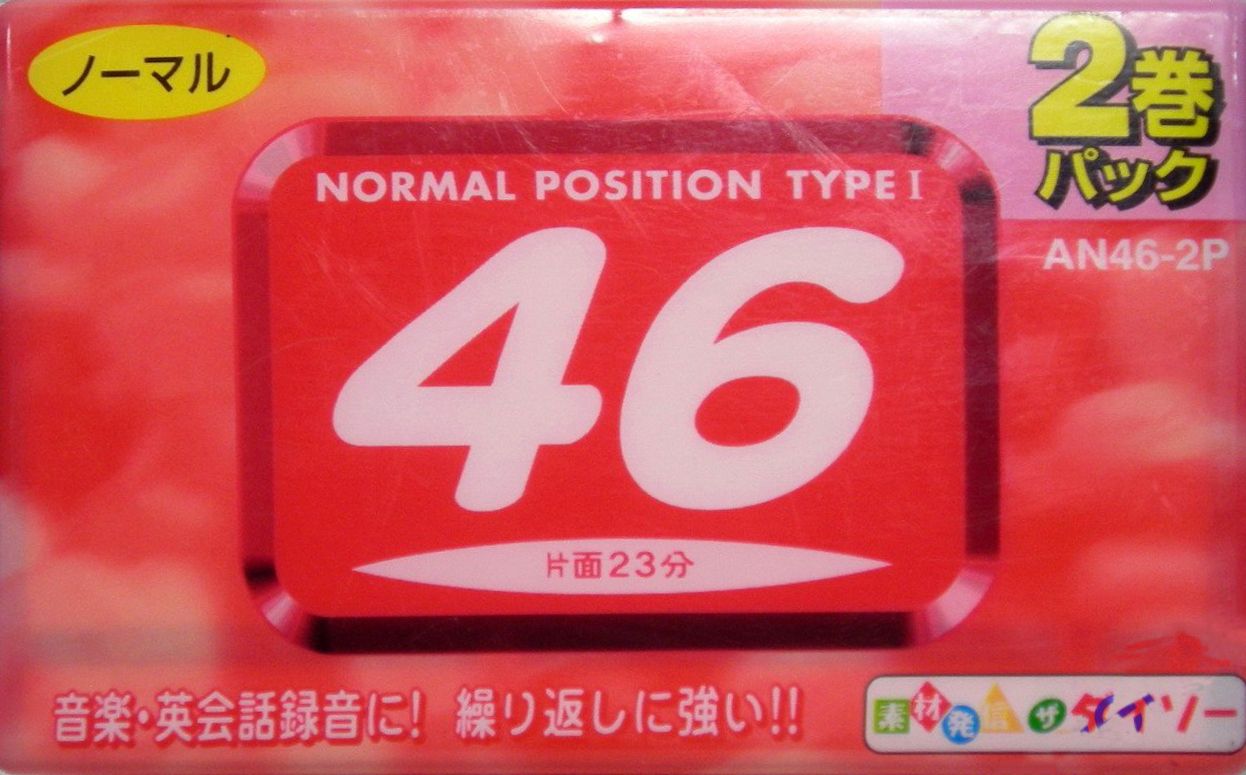 ノーマル
2巻
パック
NORMAL POSITION TYPE I
AN46-2P
46
片面23分
音楽・英会話録音に! 繰り返しに強い!!
素材発信ザダイソー